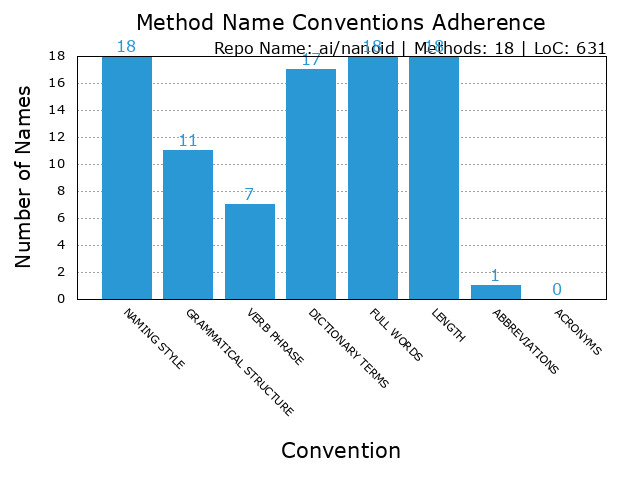 Method Name Conventions Adherence
Repo Name: ai/nanoid | Methods: 18 | LoC: 631
Number of Names
18
16
14
12
10
8
6
4
2
0
18
11
7
17
18
18
1
0
NAMING STYLE
GRAMMATICAL STRUCTURE
VERB PHRASE
DICTIONARY TERMS
FULL WORDS
LENGTH
ABBREVIATIONS
ACRONYMS
Convention